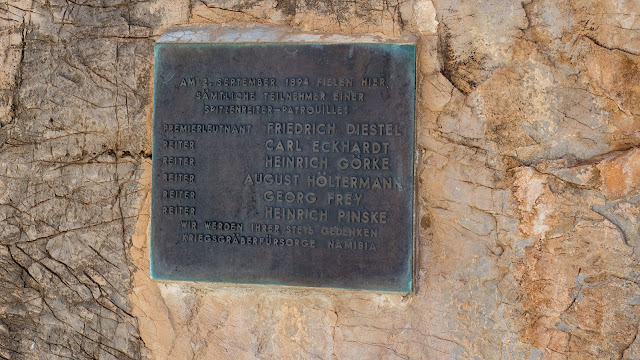 AM 2. SEPTEMBER 1894 FIELEN HIER,
SÄMTLICHE TEILNEHMER EINER
SPITZENREITER-PATROUILLE:
PREMIERLEUTNANT FRIEDRICH DIESTEL
REITER CARL ECKHARDT
REITER HEINRICH GÖRKE
REITER AUGUST HÖLTERMANN
REITER GEORG FREY
REITER HEINRICH PINSKE
WIR WERDEN IHRER STETS GEDENKEN
KRIEGSGRÄBERFÜRSORGE NAMIBIA